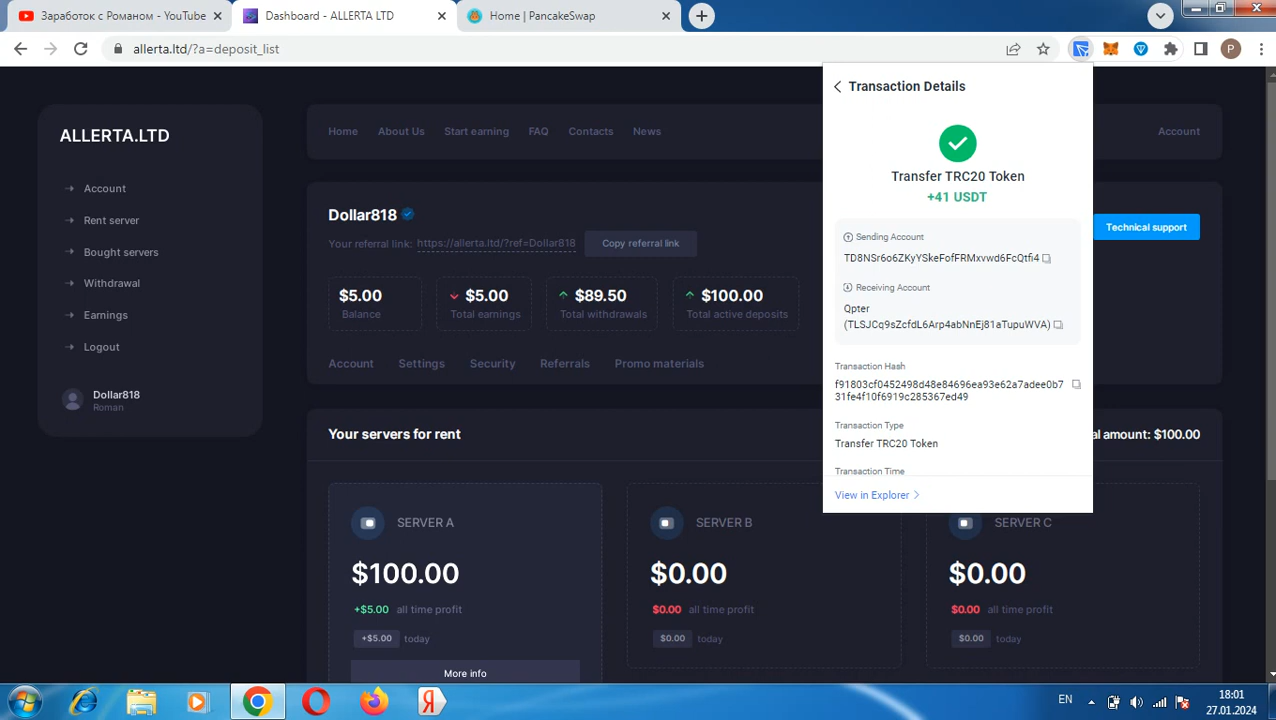 Заработок с Романом - YouTube
Dashboard - ALLERTA LTD
Home | PancakeSwap
allerta.ltd/?a=deposit_list
P
ALLERTA.LTD
Account
Rent server
Bought servers
Withdrawal
Earnings
Logout
Dollar818
Roman
Home
About Us
Start earning
FAQ
Contacts
News
Account
Dollar818
Your referral link: https://allerta.ltd/?ref=Dollar818
Copy referral link
Technical support
$5.00
Balance
$5.00
Total earnings
$89.50
Total withdrawals
$100.00
Total active deposits
Account
Settings
Security
Referrals
Promo materials
Your servers for rent
al amount: $100.00
SERVER A
$100.00
+$5.00 all time profit
+$5.00 today
More info
SERVER B
$0.00
$0.00 all time profit
$0.00 today
SERVER C
$0.00
$0.00 all time profit
$0.00 today
Transaction Details
Transfer TRC20 Token
+41 USDT
Sending Account
TD8NSr6o6ZKyYSkeFofFRMxvwd6FcQtfi4
Receiving Account
Qpter
(TLSJCq9sZcfdL6Arp4abNnEj81aTupuWVA)
Transaction Hash
f91803cf0452498d48e84696ea93e62a7adee0b7
31fe4f10f6919c285367ed49
Transaction Type
Transfer TRC20 Token
Transaction Time
View in Explorer
EN
18:01
27.01.2024